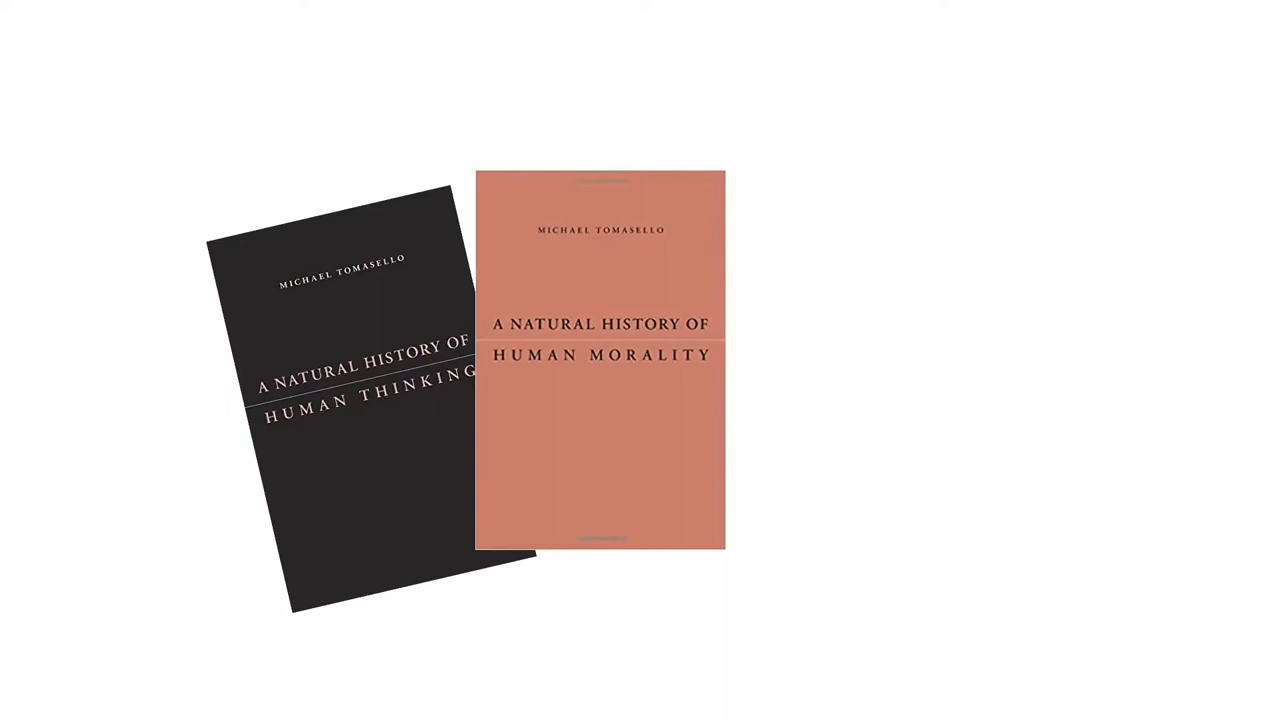 MICHAEL TOMASELLO
A NATURAL HISTORY OF
HUMAN THINKING
MICHAEL TOMASELLO
A NATURAL HISTORY OF
HUMAN MORALITY